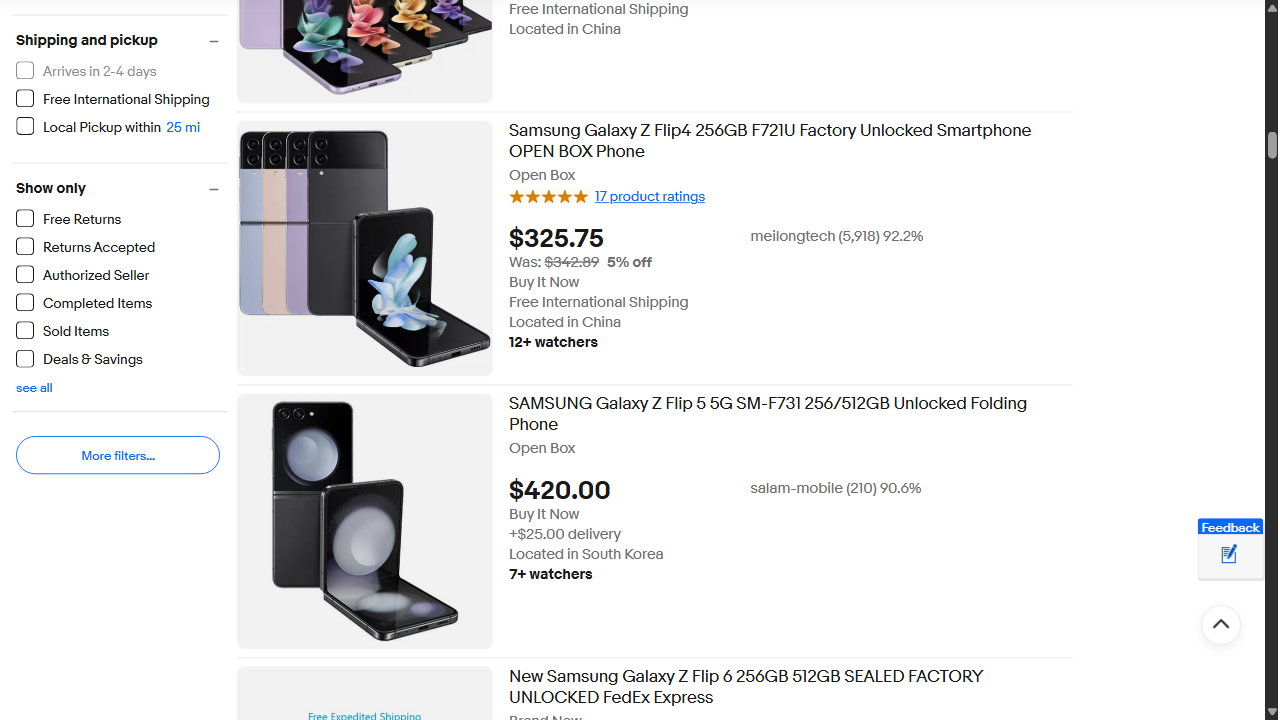 Shipping and pickup
Arrives in 2-4 days
Free International Shipping
Local Pickup within 25 mi
Show only
Free Returns
Returns Accepted
Authorized Seller
Completed Items
Sold Items
Deals & Savings
see all
More filters...
Free International Shipping
Located in China
Samsung Galaxy Z Flip4 256GB F721U Factory Unlocked Smartphone
OPEN BOX Phone
Open Box
17 product ratings
$325.75
meilongtech (5,918) 92.2%
Was: $342.89 5% off
Buy It Now
Free International Shipping
Located in China
12+ watchers
SAMSUNG Galaxy Z Flip 5 5G SM-F731 256/512GB Unlocked Folding
Phone
Open Box
$420.00
salam-mobile (210) 90.6%
Buy It Now
+$25.00 delivery
Located in South Korea
7+ watchers
New Samsung Galaxy Z Flip 6 256GB 512GB SEALED FACTORY
UNLOCKED FedEx Express
Brand New
Free Expedited Shipping
Feedback